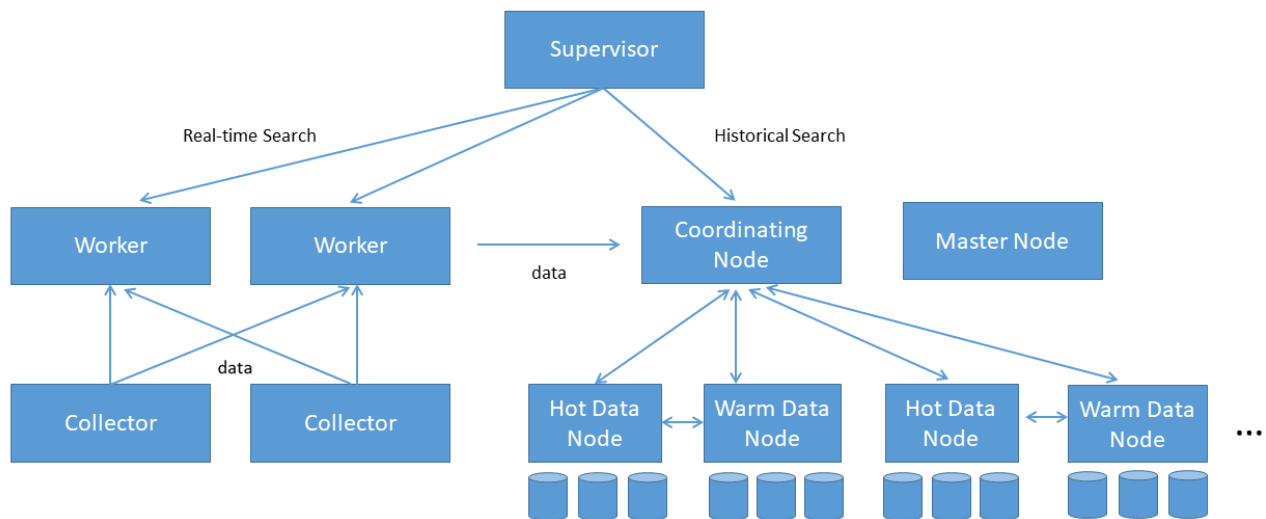 Supervisor
Real-time Search
Historical Search
Worker
Worker
Coordinating
Node
Master Node
data
data
Collector
Collector
Hot Data
Node
Warm Data
Node
Hot Data
Node
Warm Data
Node
...